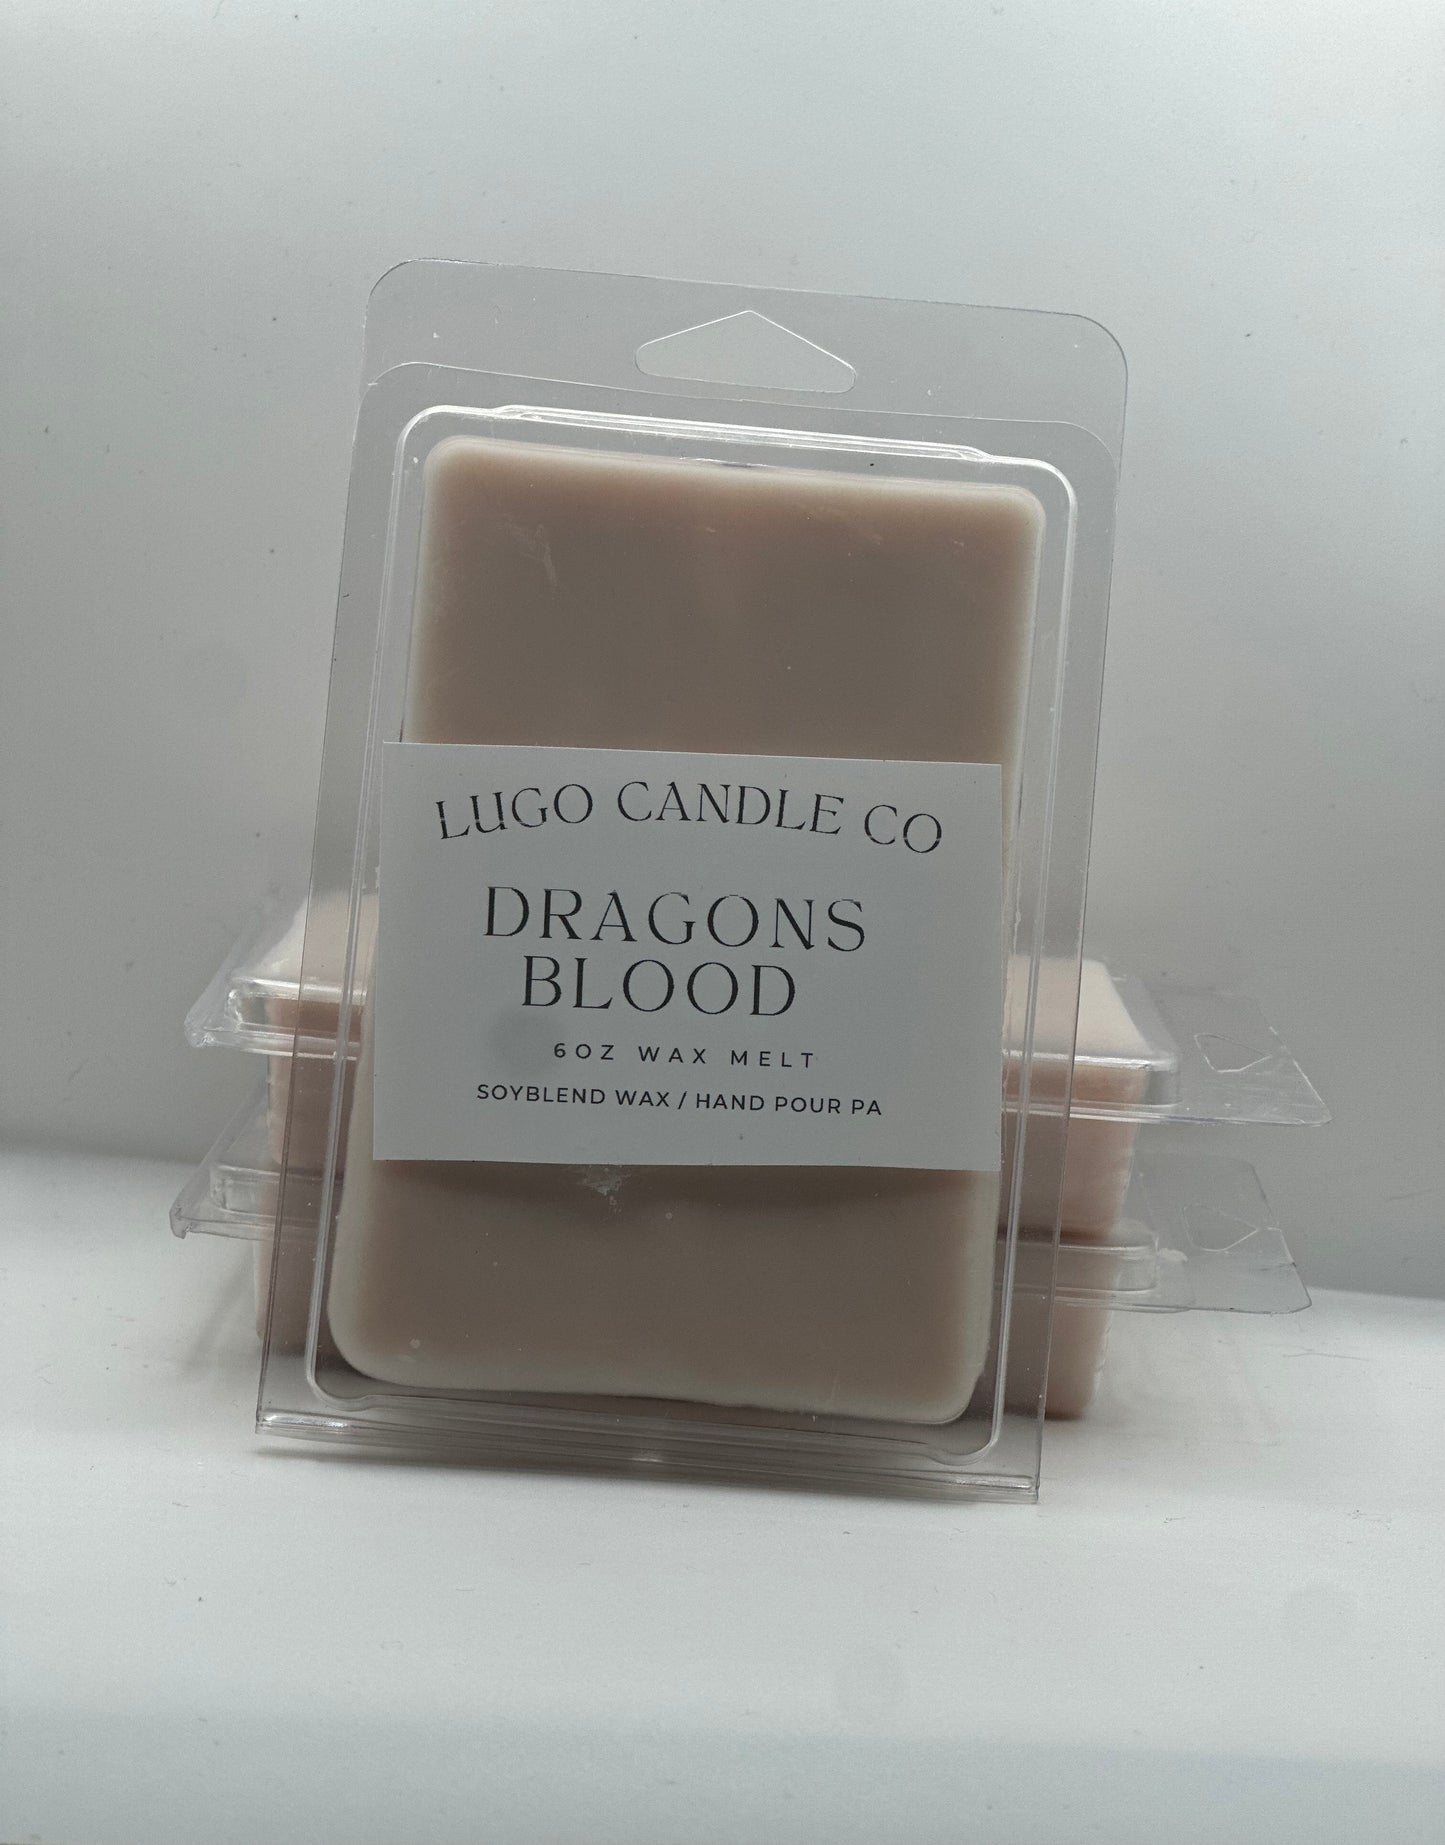 LUGO CANDLE CO
DRAGONS
BLOOD
6OZ WAX MELT
SOYBLEND WAX / HAND POUR PA